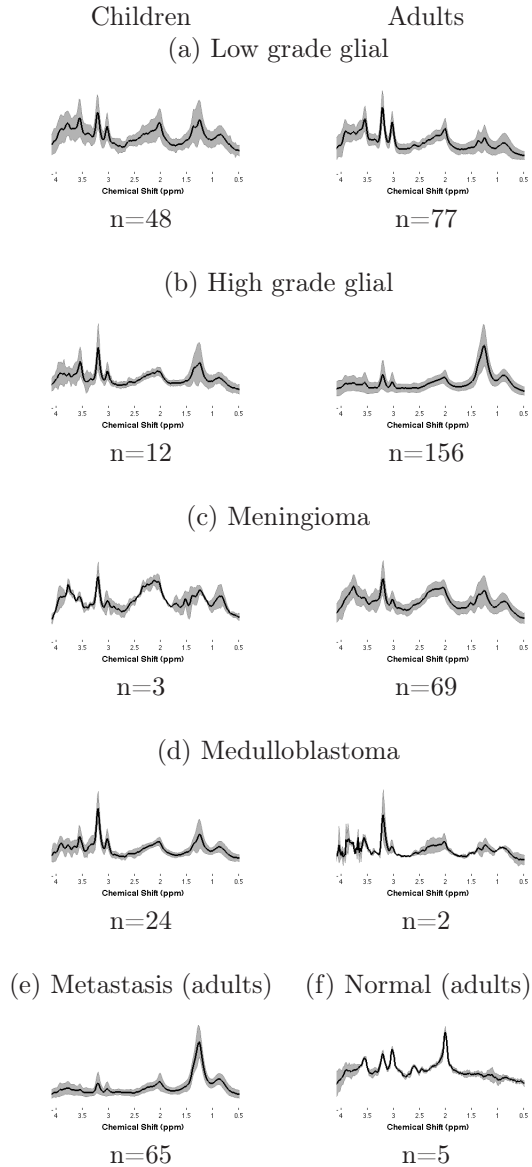 Children Adults
(a) Low grade glial
4 3.5 3 2.5 2 1.5 1 0.5 4 3.5 3 2.5 2 1.5 1 0.5
Chemical Shift (ppm) Chemical Shift (ppm)
n=48 n=77
(b) High grade glial
4 3.5 3 2.5 2 1.5 1 0.5 4 3.5 3 2.5 2 1.5 1 0.5
Chemical Shift (ppm) Chemical Shift (ppm)
n=12 n=156
(c) Meningioma
4 3.5 3 2.5 2 1.5 1 0.5 4 3.5 3 2.5 2 1.5 1 0.5
Chemical Shift (ppm) Chemical Shift (ppm)
n=3 n=69
(d) Medulloblastoma
4 3.5 3 2.5 2 1.5 1 0.5 4 3.5 3 2.5 2 1.5 1 0.5
Chemical Shift (ppm) Chemical Shift (ppm)
n=24 n=2
(e) Metastasis (adults) (f) Normal (adults)
4 3.5 3 2.5 2 1.5 1 0.5 4 3.5 3 2.5 2 1.5 1 0.5
Chemical Shift (ppm) Chemical Shift (ppm)
n=65 n=5